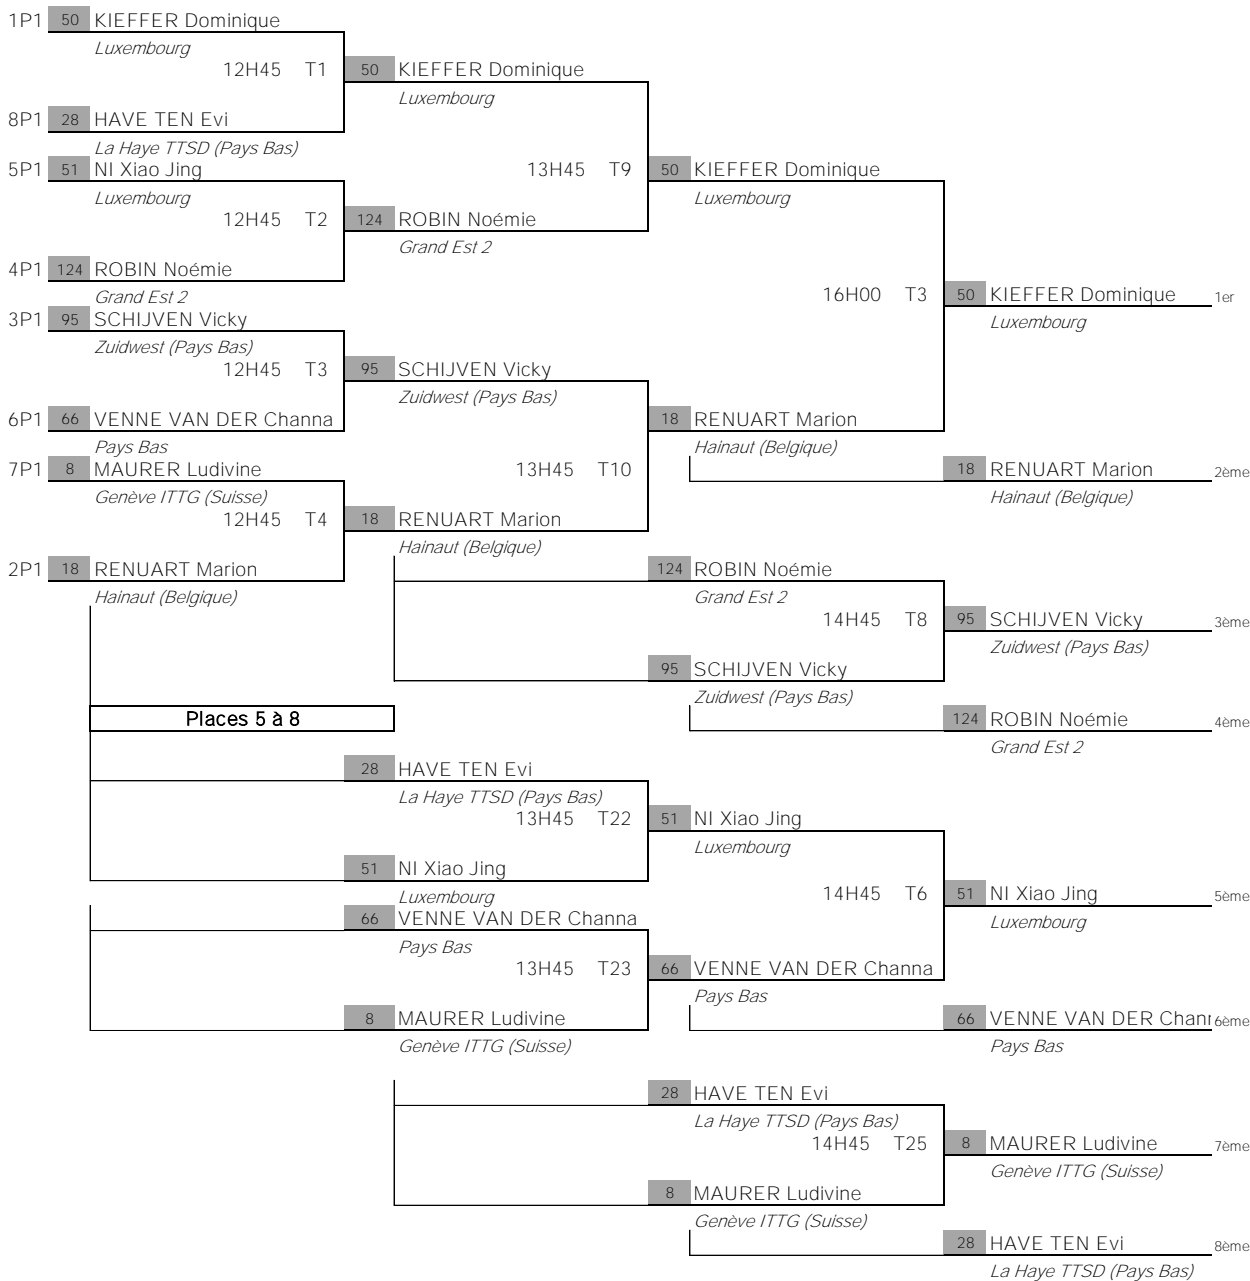 1P1 50 KIEFFER Dominique
Luxembourg
12H45 T1 50 KIEFFER Dominique
Luxembourg
8P1 28 HAVE TEN Evi
La Haye TTSD (Pays Bas)
5P1 51 NI Xiao Jing 13H45 T9 50 KIEFFER Dominique
Luxembourg Luxembourg
12H45 T2 124 ROBIN Noémie
Grand Est 2
4P1 124 ROBIN Noémie
Grand Est 2 16H00 T3 50 KIEFFER Dominique 1er
3P1 95 SCHIJVEN Vicky Luxembourg
Zuidwest (Pays Bas)
12H45 T3 95 SCHIJVEN Vicky
Zuidwest (Pays Bas)
6P1 66 VENNE VAN DER Channa 18 RENUART Marion
Pays Bas Hainaut (Belgique)
7P1 8 MAURER Ludivine 13H45 T10 18 RENUART Marion 2ème
Genève ITTG (Suisse) Hainaut (Belgique)
12H45 T4 18 RENUART Marion
Hainaut (Belgique)
2P1 18 RENUART Marion 124 ROBIN Noémie
Hainaut (Belgique) Grand Est 2
14H45 T8 95 SCHIJVEN Vicky 3ème
Zuidwest (Pays Bas)
95 SCHIJVEN Vicky
Zuidwest (Pays Bas)
Places 5 à 8 124 ROBIN Noémie 4ème
Grand Est 2
28 HAVE TEN Evi
La Haye TTSD (Pays Bas)
13H45 T22 51 NI Xiao Jing
Luxembourg
51 NI Xiao Jing
Luxembourg 14H45 T6 51 NI Xiao Jing 5ème
66 VENNE VAN DER Channa Luxembourg
Pays Bas
13H45 T23 66 VENNE VAN DER Channa
Pays Bas
8 MAURER Ludivine 66 VENNE VAN DER Chann 6ème
Genève ITTG (Suisse) Pays Bas
28 HAVE TEN Evi
La Haye TTSD (Pays Bas)
14H45 T25 8 MAURER Ludivine 7ème
Genève ITTG (Suisse)
8 MAURER Ludivine
Genève ITTG (Suisse)
28 HAVE TEN Evi 8ème
La Haye TTSD (Pays Bas)